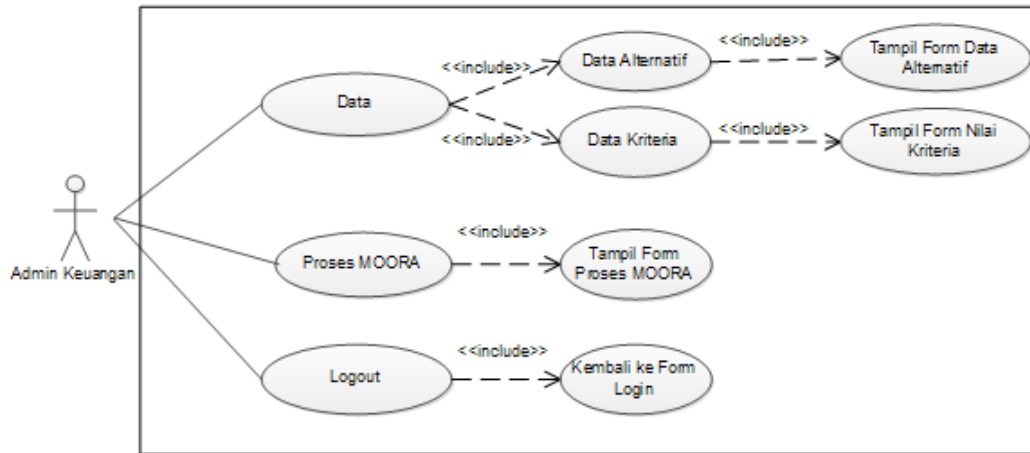 <<include>>
Data Alternatif
<<include>>
Tampil Form Data
Alternatif
Data
<<include>>
Data Kriteria
<<include>>
Tampil Form Nilai
Kriteria
Admin Keuangan
Proses MOORA
<<include>>
Tampil Form
Proses MOORA
Logout
<<include>>
Kembali ke Form
Login